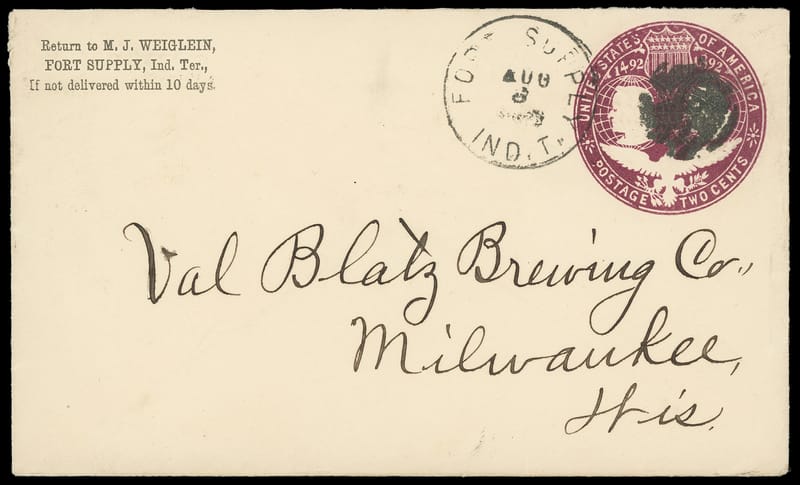 Return to M. J. WEIGLEIN,
FORT SUPPLY, Ind. Ter.,
If not delivered within 10 days.
FORT SUPPLY
AUG
IND. T.
UNITED STATES OF AMERICA
1492 1892
POSTAGE TWO CENTS
Val Blatz Brewing Co.,
Milwaukee,
Wis.